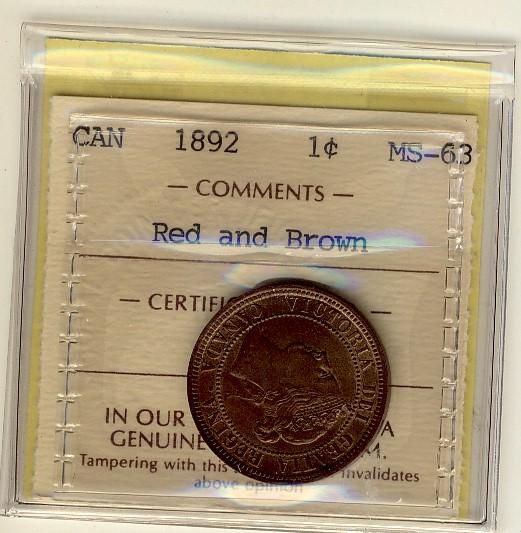 CAN 1892 1¢ MS-63
— COMMENTS —
Red and Brown
— CERTIFIC
IN OUR
GENUINE
Tampering with this invalidates
above opinion
VICTORIA DEI GRATIA REGINA. CANADA